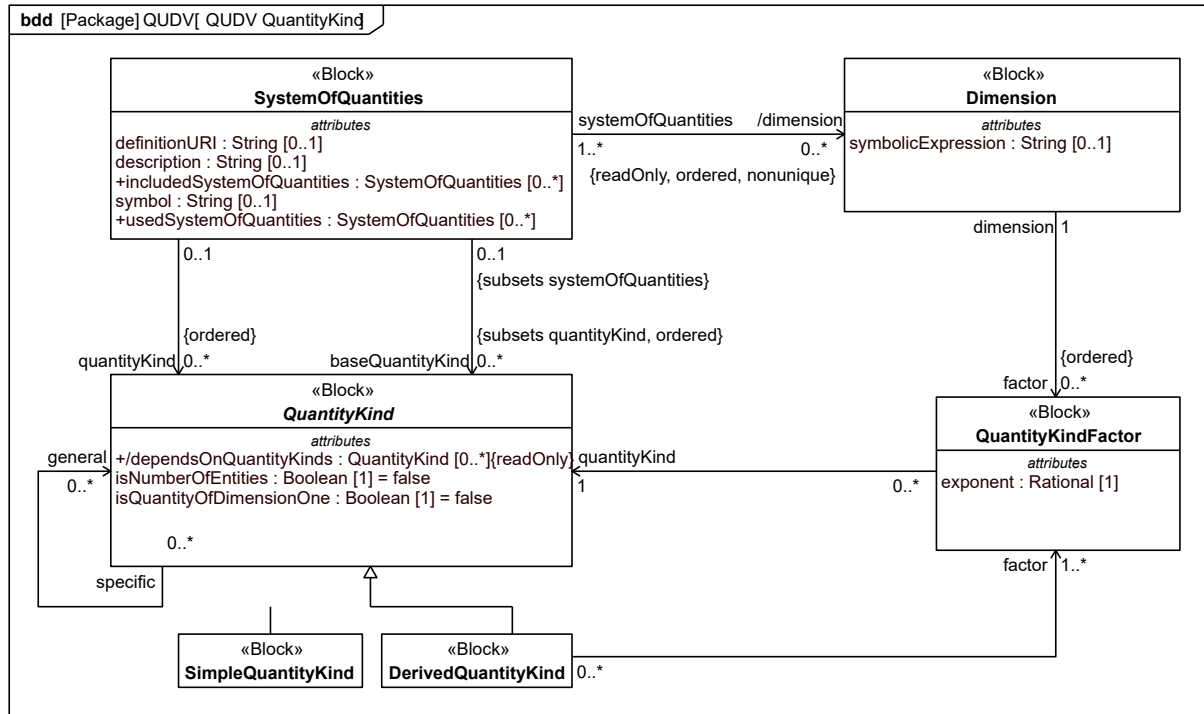 bdd [Package] QUDV[ QUDV QuantityKind]
«Block»
SystemOfQuantities
attributes
definitionURI : String [0..1]
description : String [0..1]
+includedSystemOfQuantities : SystemOfQuantities [0..*]
symbol : String [0..1]
+usedSystemOfQuantities : SystemOfQuantities [0..*]
systemOfQuantities /dimension
1..* 0..*
{readOnly, ordered, nonunique}
«Block»
Dimension
attributes
symbolicExpression : String [0..1]
dimension 1
0..1 0..1
{subsets systemOfQuantities}
{ordered} {subsets quantityKind, ordered}
quantityKind 0..* baseQuantityKind 0..*
{ordered}
factor 0..*
«Block»
QuantityKind
attributes
+/dependsOnQuantityKinds : QuantityKind [0..*]{readOnly}
isNumberOfEntities : Boolean [1] = false
isQuantityOfDimensionOne : Boolean [1] = false
general
0..*
0..*
specific
quantityKind
1 0..*
«Block»
QuantityKindFactor
attributes
exponent : Rational [1]
factor 1..*
«Block»
SimpleQuantityKind
«Block»
DerivedQuantityKind
0..*